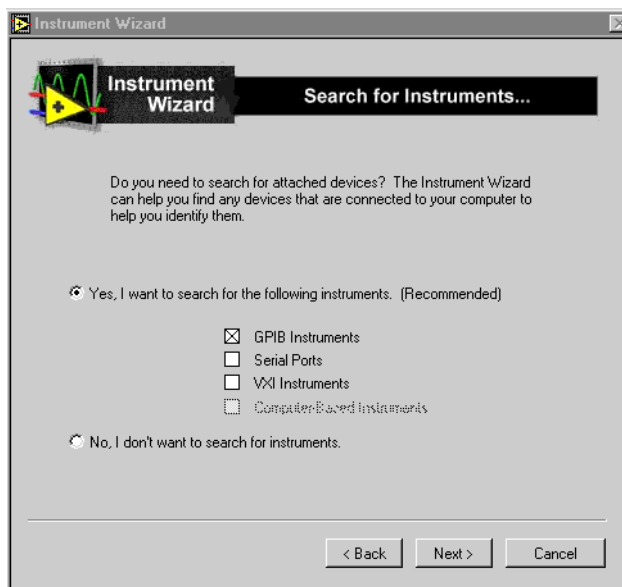 Instrument Wizard
Instrument
Wizard
Search for Instruments...
Do you need to search for attached devices? The Instrument Wizard
can help you find any devices that are connected to your computer to
help you identify them.
Yes, I want to search for the following instruments. (Recommended)
GPIB Instruments
Serial Ports
VXI Instruments
Computer-Based Instruments
No, I don't want to search for instruments.
< Back
Next >
Cancel